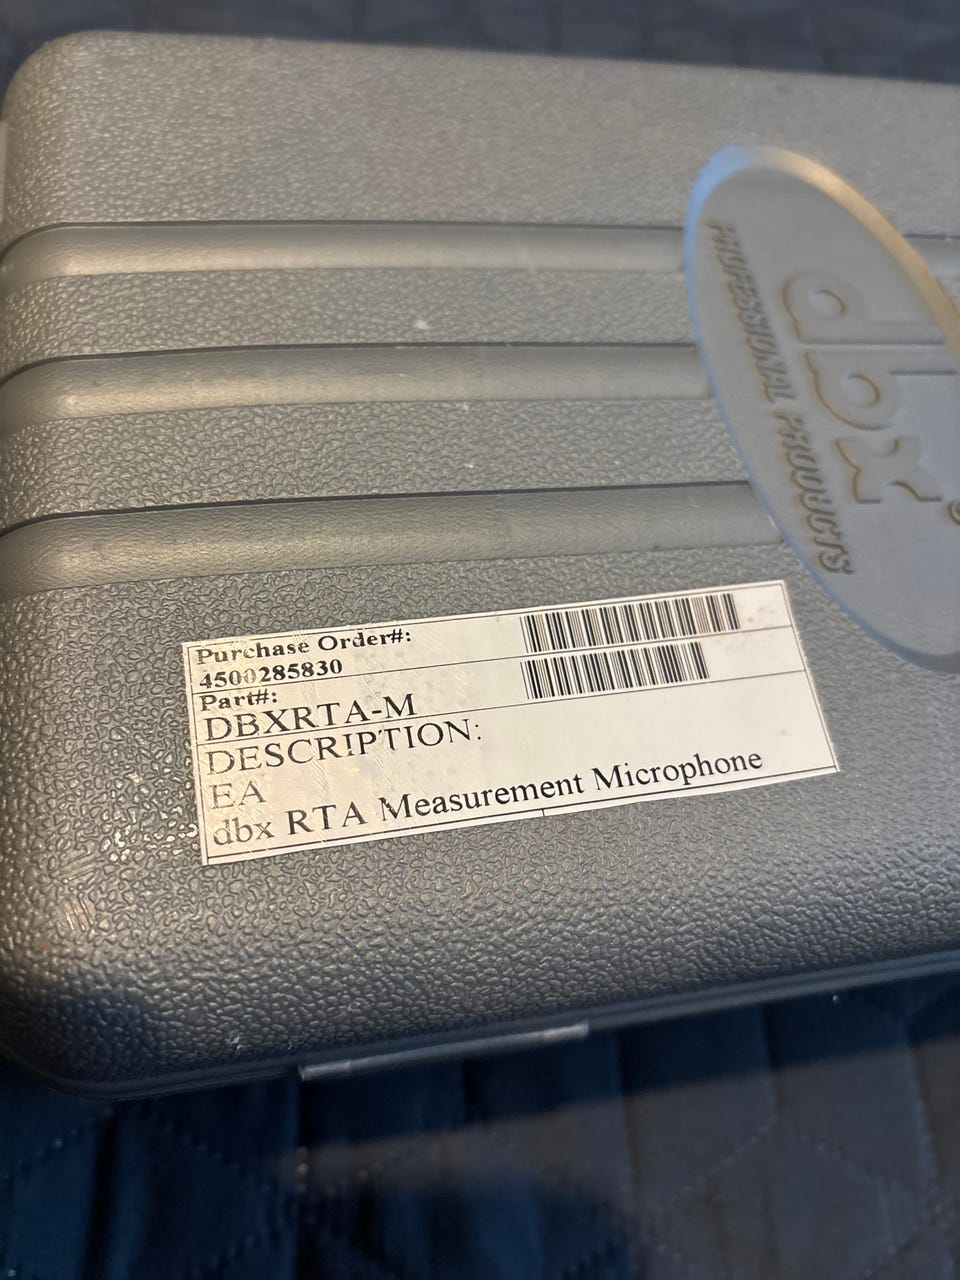 dbx
PROFESSIONAL PRODUCTS
Purchase Order#:
4500285830
Part#:
DBXRTA-M
DESCRIPTION:
EA
dbx RTA Measurement Microphone